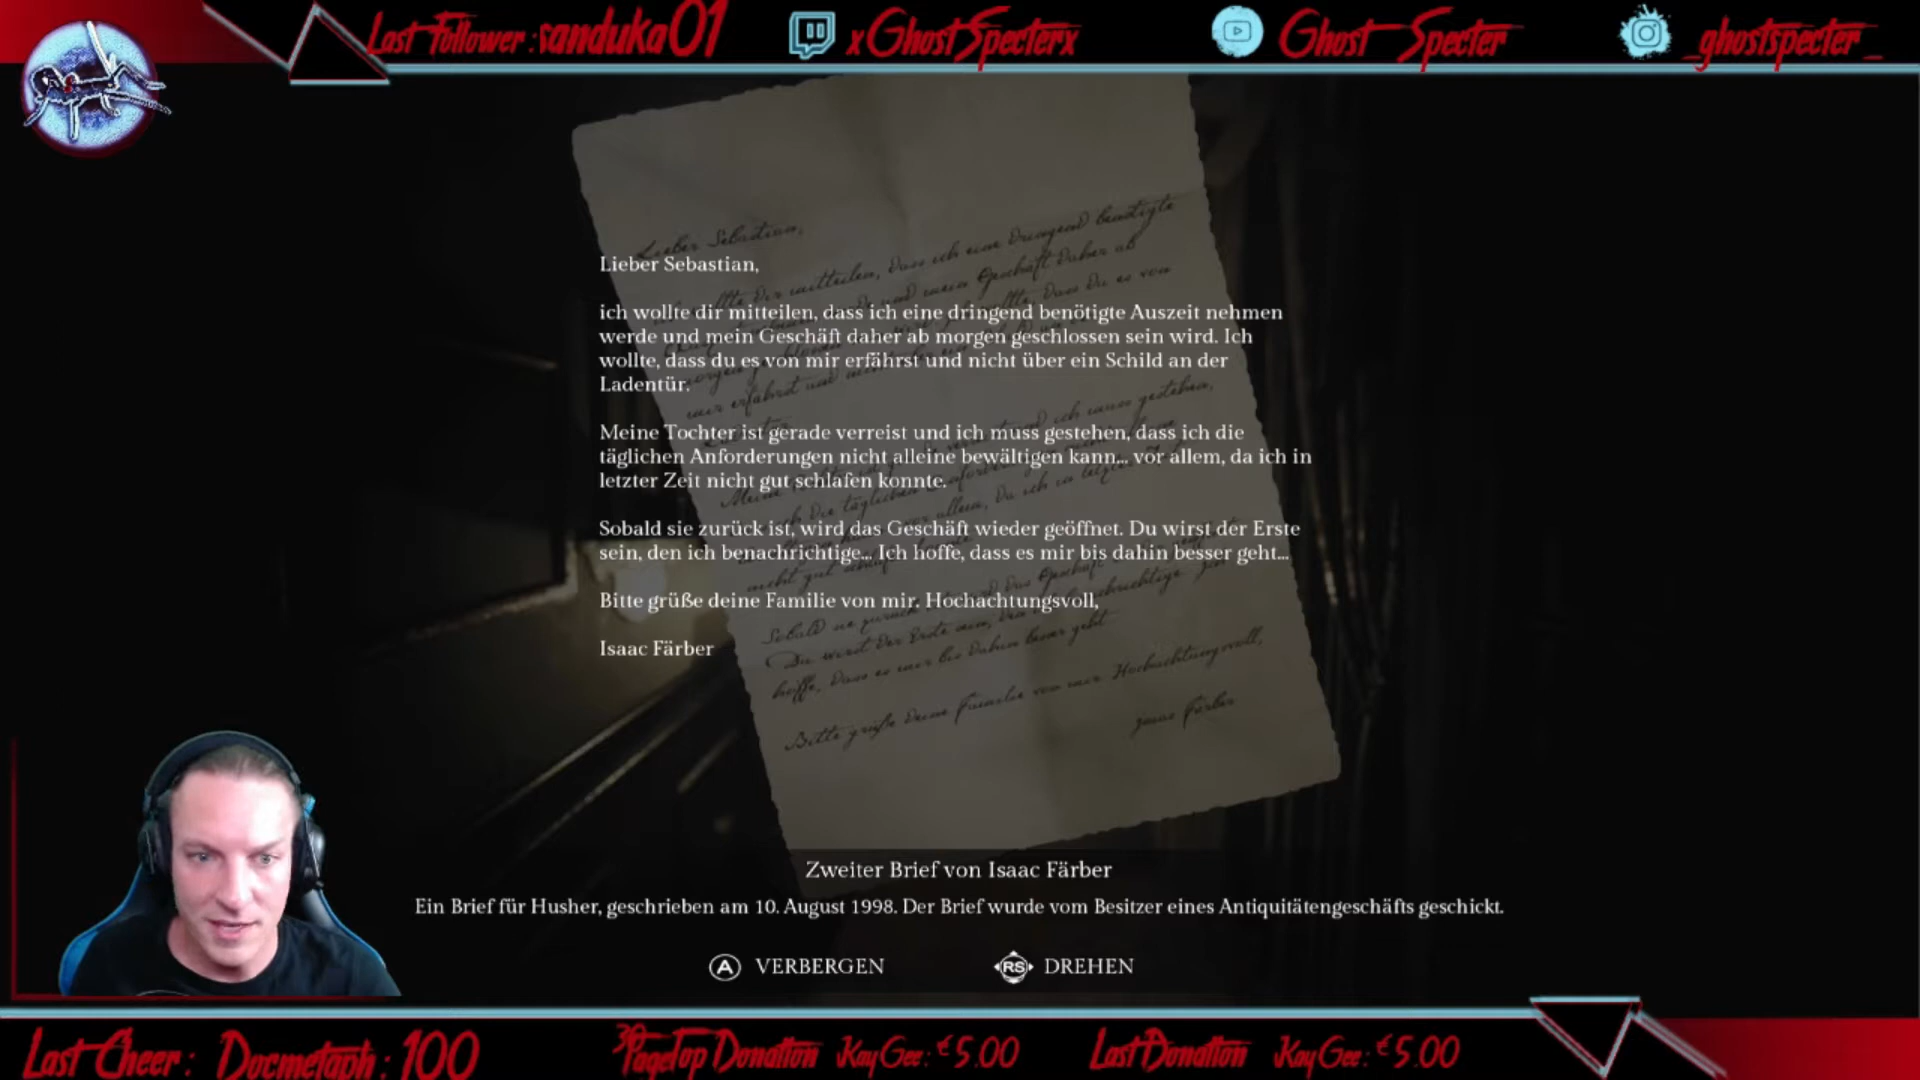 Last Follower : sanduka01
xGhostSpecterx
Ghost Specter
_ghostspecter_
Lieber Sebastian,
ich wollte dir mitteilen, dass ich eine dringend benötigte Auszeit nehmen
werde und mein Geschäft daher ab morgen geschlossen sein wird. Ich
wollte, dass du es von mir erfährst und nicht über ein Schild an der
Ladentür.
Meine Tochter ist gerade verreist und ich muss gestehen, dass ich die
täglichen Anforderungen nicht alleine bewältigen kann... vor allem, da ich in
letzter Zeit nicht gut schlafen konnte.
Sobald sie zurück ist, wird das Geschäft wieder geöffnet. Du wirst der Erste
sein, den ich benachrichtige... Ich hoffe, dass es mir bis dahin besser geht...
Bitte grüße deine Familie von mir. Hochachtungsvoll,
Isaac Färber
Zweiter Brief von Isaac Färber
Ein Brief für Husher, geschrieben am 10. August 1998. Der Brief wurde vom Besitzer eines Antiquitätengeschäfts geschickt.
A VERBERGEN
RS DREHEN
Last Cheer : Docmetaph : 100
Top Donation KayGee: €5.00
Last Donation KayGee: €5.00